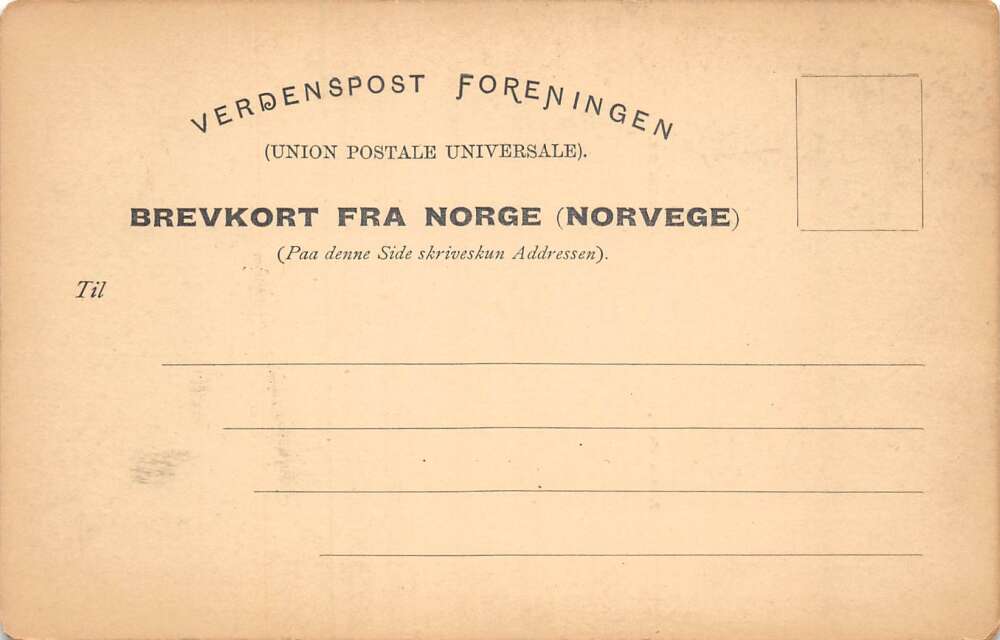 VERDENSPOST FORENINGEN
(UNION POSTALE UNIVERSALE).
BREVKORT FRA NORGE (NORVEGE)
(Paa denne Side skriveskun Addressen).
Til